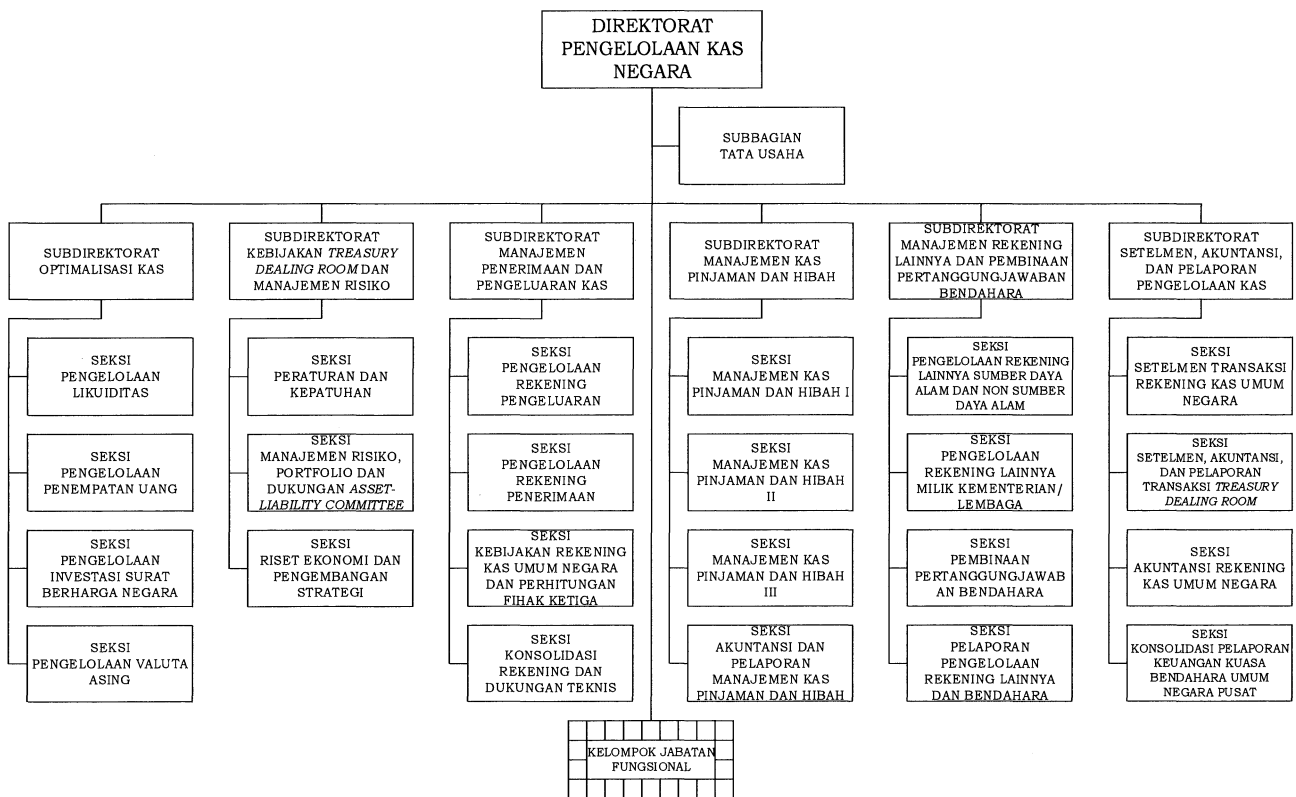 DIREKTORAT
PENGELOLAAN KAS
NEGARA
SUBBAGIAN
TATA USAHA
SUBDIREKTORAT
OPTIMALISASI KAS
SEKSI
PENGELOLAAN
LIKUIDITAS
SEKSI
PENGELOLAAN
PENEMPATAN UANG
SEKSI
PENGELOLAAN
INVESTASI SURAT
BERHARGA NEGARA
SEKSI
PENGELOLAAN VALUTA
ASING
SUBDIREKTORAT
KEBIJAKAN TREASURY
DEALING ROOM DAN
MANAJEMEN RISIKO
SEKSI
PERATURAN DAN
KEPATUHAN
SEKSI
MANAJEMEN RISIKO,
PORTFOLIO DAN
DUKUNGAN ASSET-
LIABILITY COMMITTEE
SEKSI
RISET EKONOMI DAN
PENGEMBANGAN
STRATEGI
SUBDIREKTORAT
MANAJEMEN
PENERIMAAN DAN
PENGELUARAN KAS
SEKSI
PENGELOLAAN
REKENING
PENGELUARAN
SEKSI
PENGELOLAAN
REKENING
PENERIMAAN
SEKSI
KEBIJAKAN REKENING
KAS UMUM NEGARA
DAN PERHITUNGAN
FIHAK KETIGA
SEKSI
KONSOLIDASI
REKENING DAN
DUKUNGAN TEKNIS
SUBDIREKTORAT
MANAJEMEN KAS
PINJAMAN DAN HIBAH
SEKSI
MANAJEMEN KAS
PINJAMAN DAN HIBAH I
SEKSI
MANAJEMEN KAS
PINJAMAN DAN HIBAH
II
SEKSI
MANAJEMEN KAS
PINJAMAN DAN HIBAH
III
SEKSI
AKUNTANSI DAN
PELAPORAN
MANAJEMEN KAS
PINJAMAN DAN HIBAH
SUBDIREKTORAT
MANAJEMEN REKENING
LAINNYA DAN PEMBINAAN
PERTANGGUNGJAWABAN
BENDAHARA
SEKSI
PENGELOLAAN REKENING
LAINNYA SUMBER DAYA
ALAM DAN NON SUMBER
DAYA ALAM
SEKSI
PENGELOLAAN
REKENING LAINNYA
MILIK KEMENTERIAN/
LEMBAGA
SEKSI
PEMBINAAN
PERTANGGUNGJAWAB
AN BENDAHARA
SEKSI
PELAPORAN
PENGELOLAAN
REKENING LAINNYA
DAN BENDAHARA
SUBDIREKTORAT
SETELMEN, AKUNTANSI,
DAN PELAPORAN
PENGELOLAAN KAS
SEKSI
SETELMEN TRANSAKSI
REKENING KAS UMUM
NEGARA
SEKSI
SETELMEN, AKUNTANSI,
DAN PELAPORAN
TRANSAKSI TREASURY
DEALING ROOM
SEKSI
AKUNTANSI REKENING
KAS UMUM NEGARA
SEKSI
KONSOLIDASI PELAPORAN
KEUANGAN KUASA
BENDAHARA UMUM
NEGARA PUSAT
KELOMPOK JABATAN
FUNGSIONAL